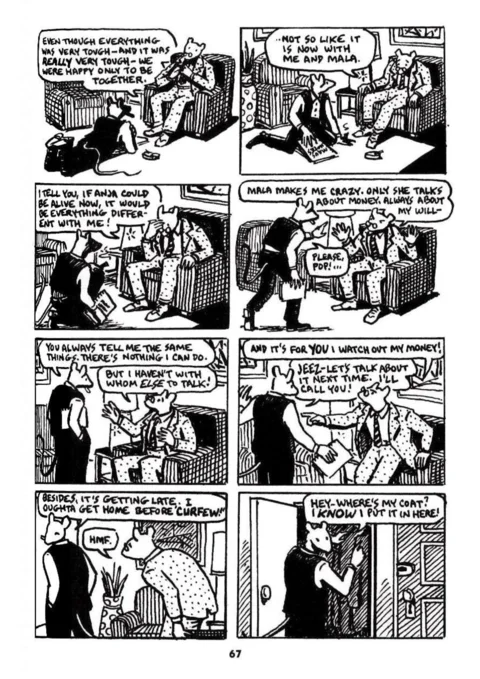 EVEN THOUGH EVERYTHING
WAS VERY TOUGH—AND IT WAS
REALLY VERY TOUGH—WE
WERE HAPPY ONLY TO BE
TOGETHER.
..NOT SO LIKE IT
IS NOW WITH
ME AND MALA.
I TELL YOU, IF ANJA COULD
BE ALIVE NOW, IT WOULD
BE EVERYTHING DIFFER-
ENT WITH ME!
MALA MAKES ME CRAZY. ONLY SHE TALKS
ABOUT MONEY. ALWAYS ABOUT
MY WILL—
PLEASE,
POP!...
YOU ALWAYS TELL ME THE SAME
THINGS. THERE'S NOTHING I CAN DO.
BUT I HAVEN'T WITH
WHOM ELSE TO TALK!
AND IT'S FOR YOU I WATCH OUT MY MONEY!
JEEZ—LET'S TALK ABOUT
IT NEXT TIME. I'LL
CALL YOU!
BESIDES, IT'S GETTING LATE. I
OUGHTA GET HOME BEFORE "CURFEW!"
HMF.
HEY—WHERE'S MY COAT?
I KNOW I PUT IT IN HERE!
67